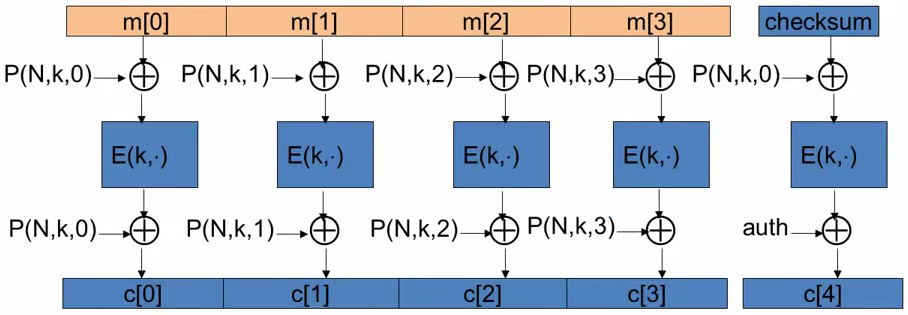 m[0] m[1] m[2] m[3] checksum
P(N,k,0) P(N,k,1) P(N,k,2) P(N,k,3) P(N,k,0)
E(k,·) E(k,·) E(k,·) E(k,·) E(k,·)
P(N,k,0) P(N,k,1) P(N,k,2) P(N,k,3) auth
c[0] c[1] c[2] c[3] c[4]